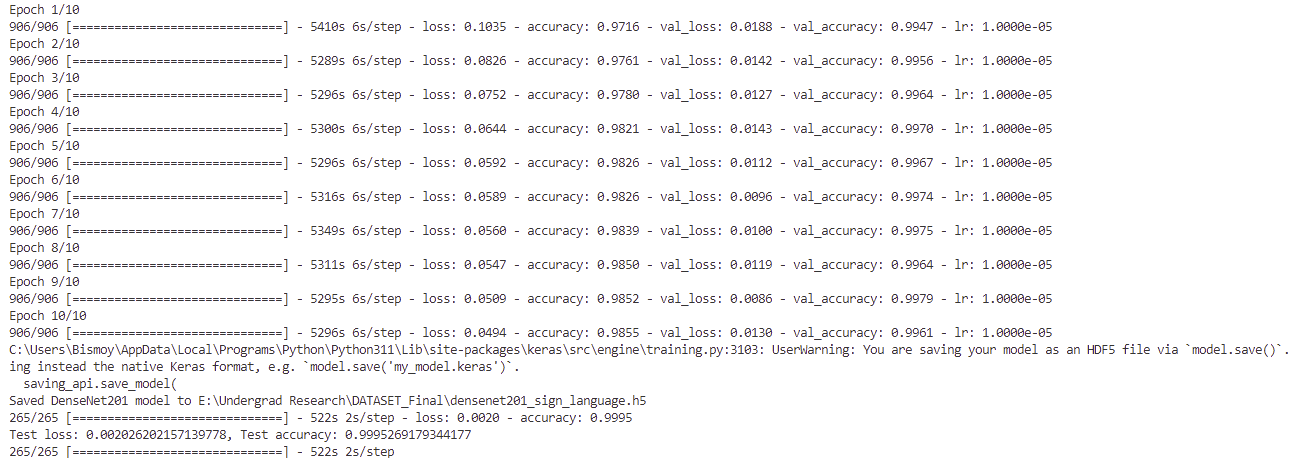 Epoch 1/10
906/906 [==============================] - 5410s 6s/step - loss: 0.1035 - accuracy: 0.9716 - val_loss: 0.0188 - val_accuracy: 0.9947 - lr: 1.0000e-05
Epoch 2/10
906/906 [==============================] - 5289s 6s/step - loss: 0.0826 - accuracy: 0.9761 - val_loss: 0.0142 - val_accuracy: 0.9956 - lr: 1.0000e-05
Epoch 3/10
906/906 [==============================] - 5296s 6s/step - loss: 0.0752 - accuracy: 0.9780 - val_loss: 0.0127 - val_accuracy: 0.9964 - lr: 1.0000e-05
Epoch 4/10
906/906 [==============================] - 5300s 6s/step - loss: 0.0644 - accuracy: 0.9821 - val_loss: 0.0143 - val_accuracy: 0.9970 - lr: 1.0000e-05
Epoch 5/10
906/906 [==============================] - 5296s 6s/step - loss: 0.0592 - accuracy: 0.9826 - val_loss: 0.0112 - val_accuracy: 0.9967 - lr: 1.0000e-05
Epoch 6/10
906/906 [==============================] - 5316s 6s/step - loss: 0.0589 - accuracy: 0.9826 - val_loss: 0.0096 - val_accuracy: 0.9974 - lr: 1.0000e-05
Epoch 7/10
906/906 [==============================] - 5349s 6s/step - loss: 0.0560 - accuracy: 0.9839 - val_loss: 0.0100 - val_accuracy: 0.9975 - lr: 1.0000e-05
Epoch 8/10
906/906 [==============================] - 5311s 6s/step - loss: 0.0547 - accuracy: 0.9850 - val_loss: 0.0119 - val_accuracy: 0.9964 - lr: 1.0000e-05
Epoch 9/10
906/906 [==============================] - 5295s 6s/step - loss: 0.0509 - accuracy: 0.9852 - val_loss: 0.0086 - val_accuracy: 0.9979 - lr: 1.0000e-05
Epoch 10/10
906/906 [==============================] - 5296s 6s/step - loss: 0.0494 - accuracy: 0.9855 - val_loss: 0.0130 - val_accuracy: 0.9961 - lr: 1.0000e-05
C:\Users\Bismoy\AppData\Local\Programs\Python\Python311\Lib\site-packages\keras\src\engine\training.py:3103: UserWarning: You are saving your model as an HDF5 file via `model.save()`.
ing instead the native Keras format, e.g. `model.save('my_model.keras')`.
  saving_api.save_model(
Saved DenseNet201 model to E:\Undergrad Research\DATASET_Final\densenet201_sign_language.h5
265/265 [==============================] - 522s 2s/step - loss: 0.0020 - accuracy: 0.9995
Test loss: 0.002026202157139778, Test accuracy: 0.9995269179344177
265/265 [==============================] - 522s 2s/step